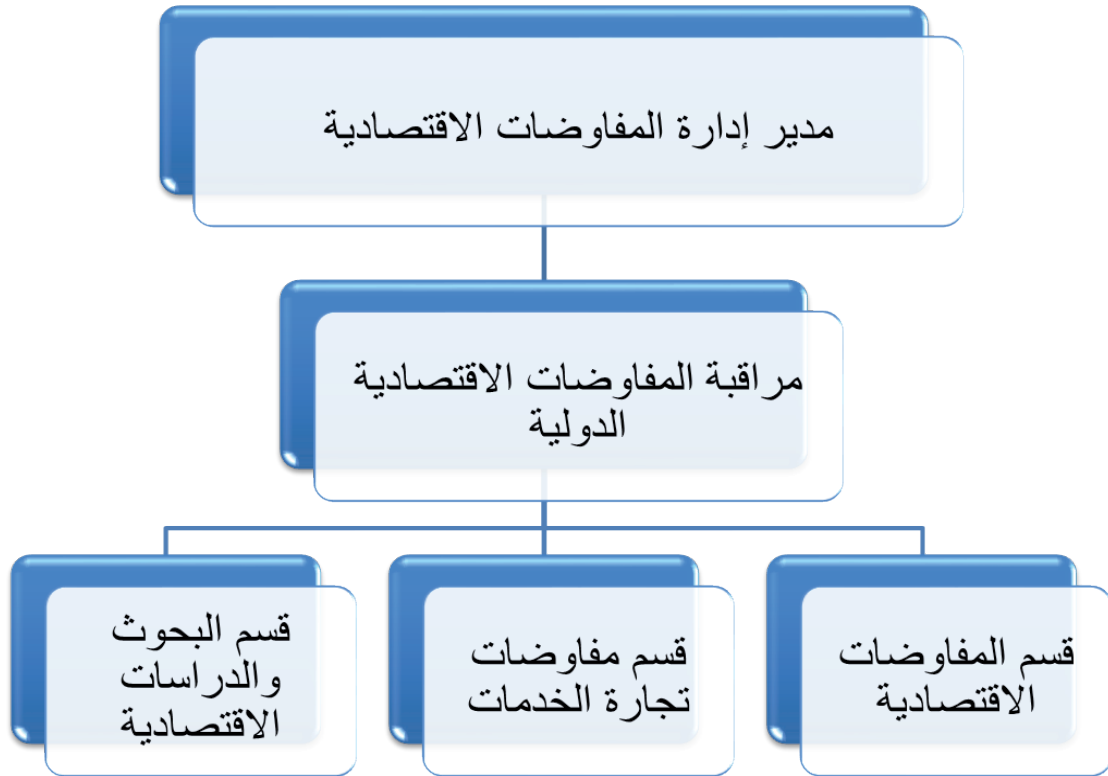 مدير إدارة المفاوضات الاقتصادية
مراقبة المفاوضات الاقتصادية
الدولية
قسم المفاوضات
الاقتصادية
قسم مفاوضات
تجارة الخدمات
قسم البحوث
والدراسات
الاقتصادية